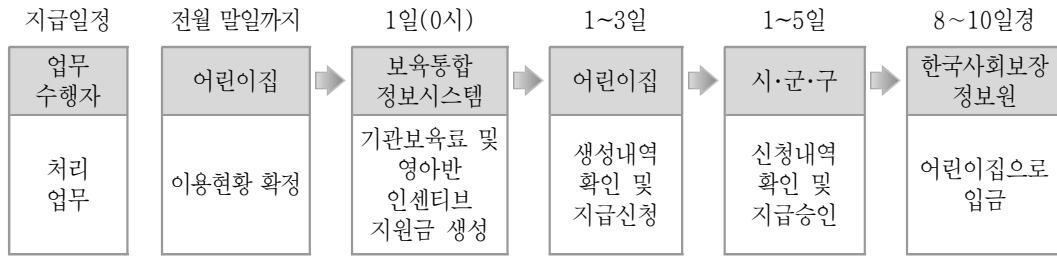 지급일정 전월 말일까지 1일(0시) 1~3일 1~5일 8~10일경
업무 수행자
어린이집
보육통합 정보시스템
어린이집
시·군·구
한국사회보장 정보원
처리
업무
이용현황 확정
기관보육료 및
영아반
인센티브
지원금 생성
생성내역
확인 및
지급신청
신청내역
확인 및
지급승인
어린이집으로
입금